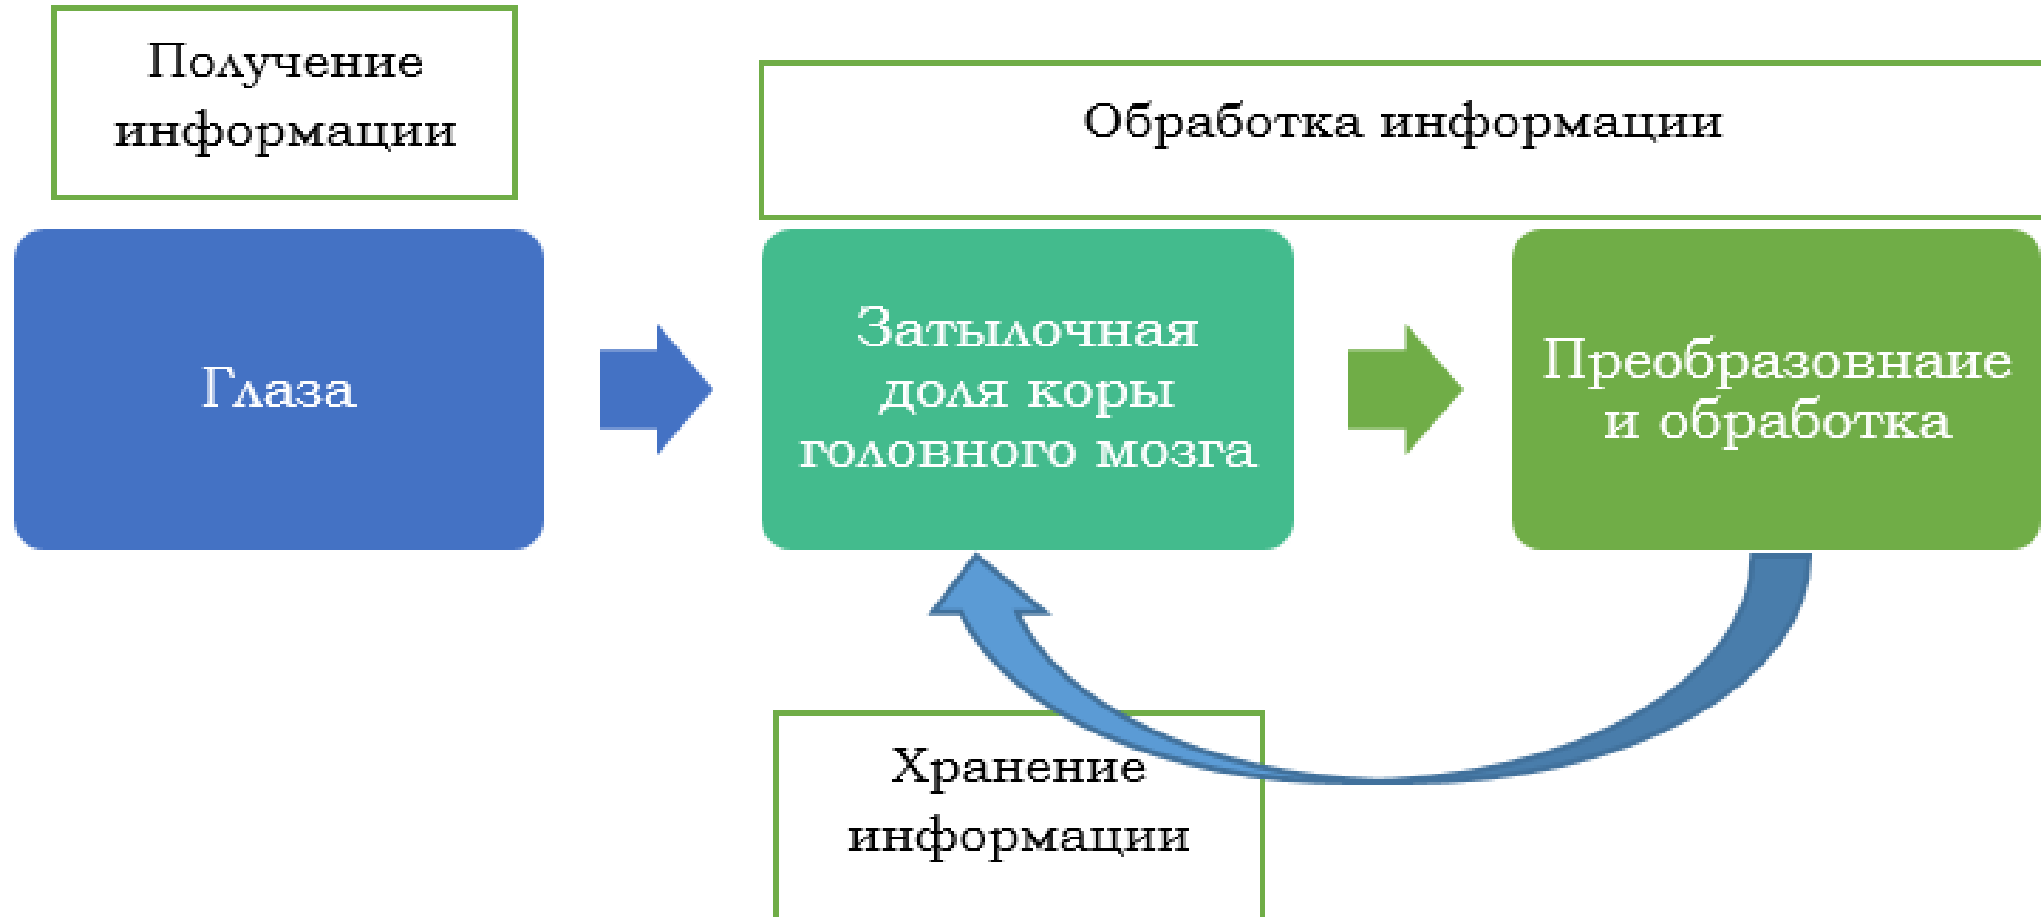 Получение
информации
Обработка информации
Глаза
Затылочная
доля коры
головного мозга
Преобразовнаие
и обработка
Хранение
информации